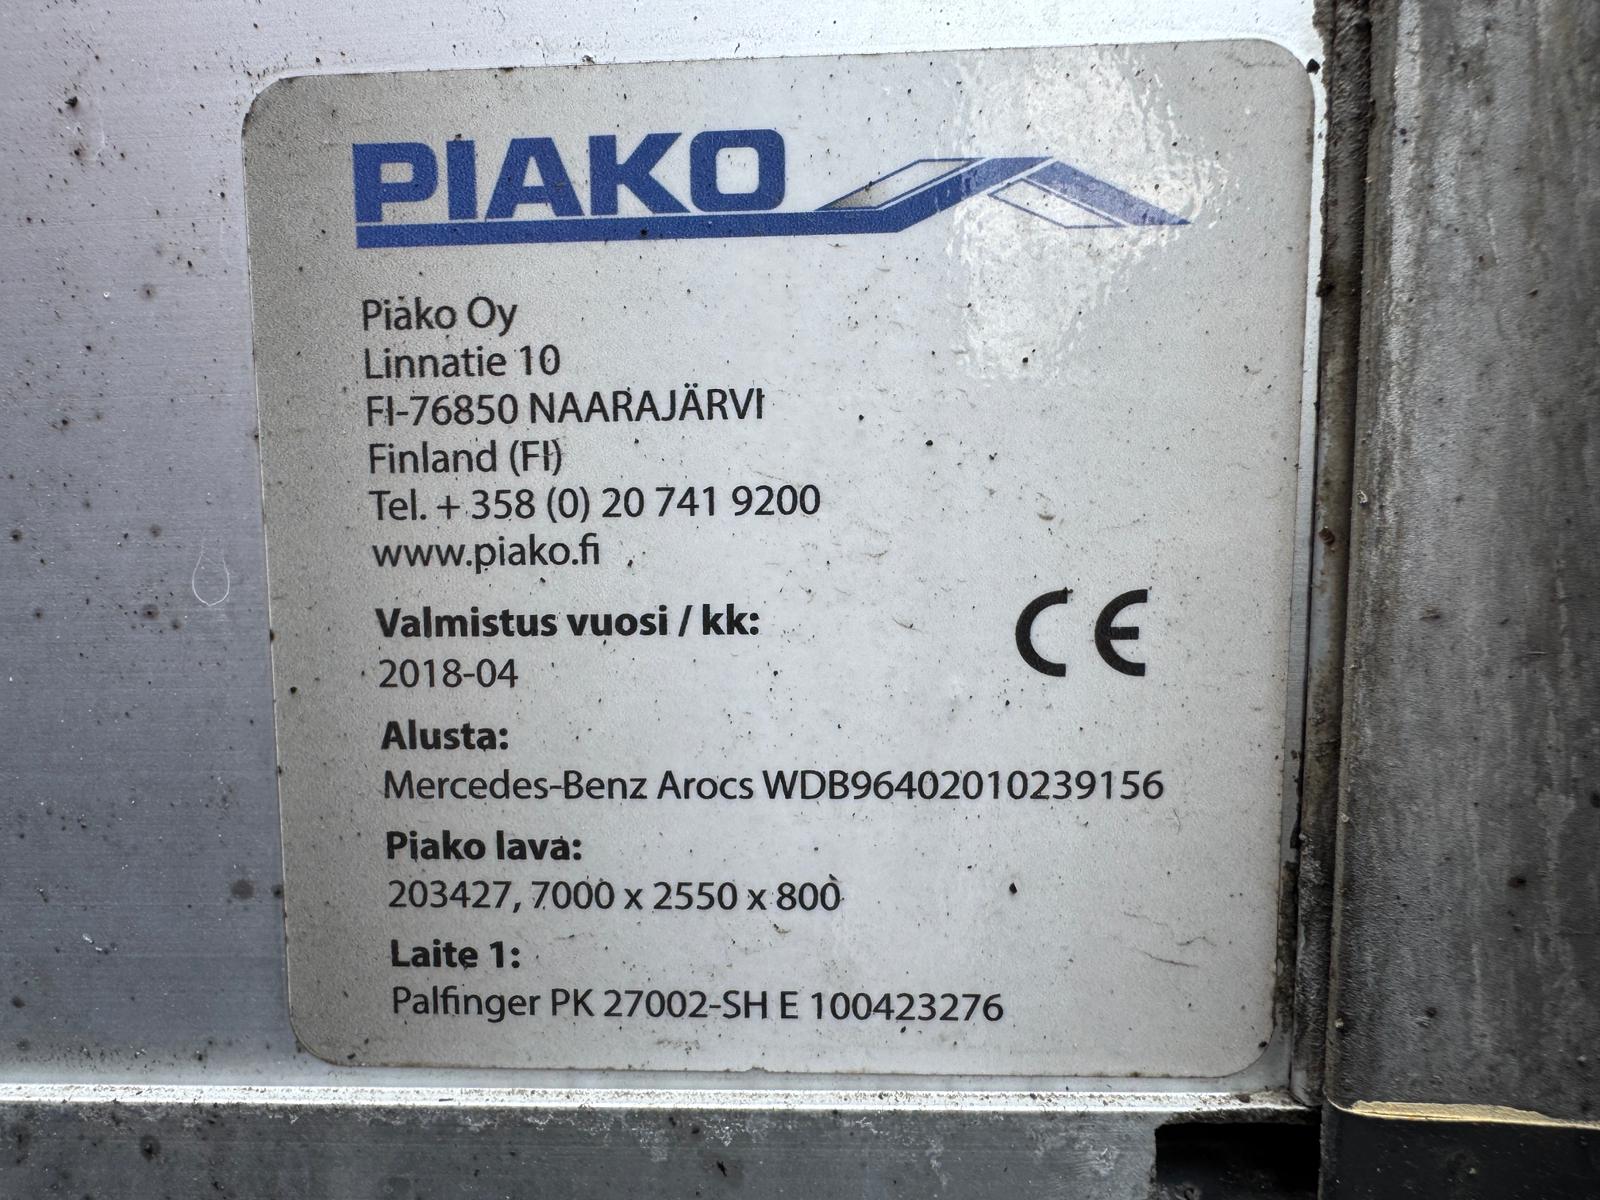 PIAKO
Piako Oy
Linnatie 10
FI-76850 NAARAJÄRVI
Finland (FI)
Tel. + 358 (0) 20 741 9200
www.piako.fi
Valmistus vuosi / kk:
2018-04
CE
Alusta:
Mercedes-Benz Arocs WDB96402010239156
Piako lava:
203427, 7000 x 2550 x 800
Laite 1:
Palfinger PK 27002-SH E 100423276